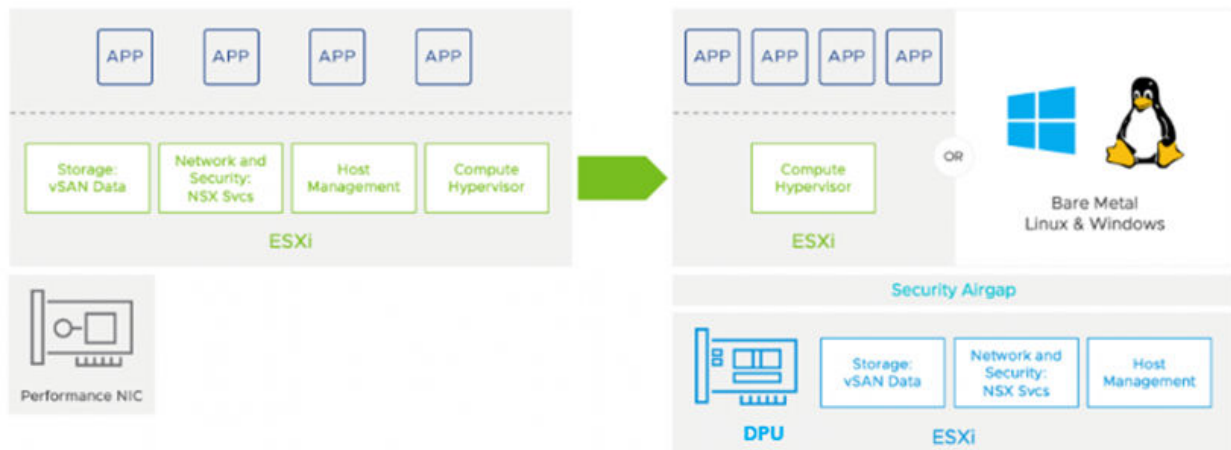 APP
APP
APP
APP
Storage:
vSAN Data
Network and
Security:
NSX Svcs
Host
Management
Compute
Hypervisor
ESXi
Performance NIC
APP
APP
APP
APP
Compute
Hypervisor
ESXi
OR
Bare Metal
Linux & Windows
Security Airgap
DPU
Storage:
vSAN Data
Network and
Security:
NSX Svcs
Host
Management
ESXi